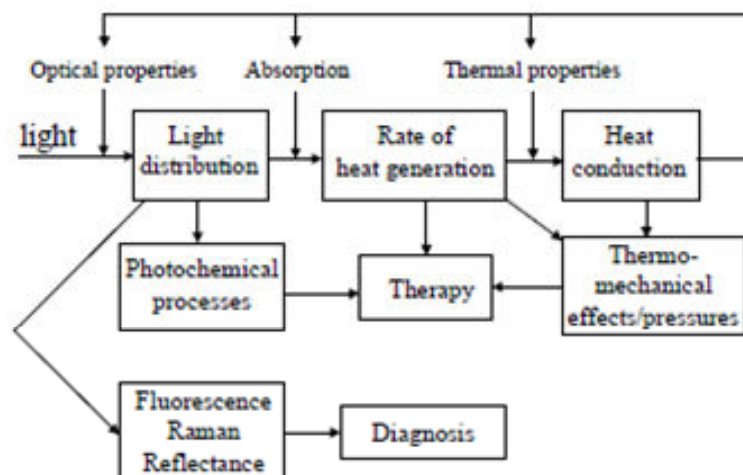 Optical properties
Absorption
Thermal properties
light
Light
distribution
Rate of
heat generation
Heat
conduction
Photochemical
processes
Therapy
Thermo-
mechanical
effects/pressures
Fluorescence
Raman
Reflectance
Diagnosis